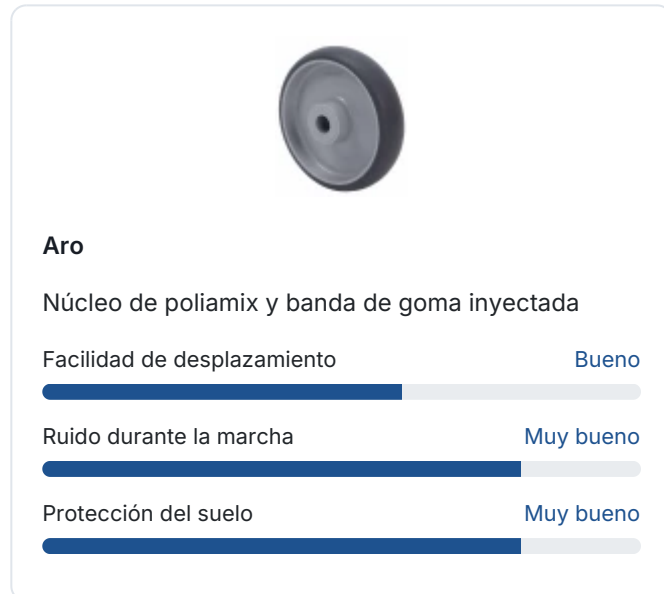 Aro
Núcleo de poliamix y banda de goma inyectada
Facilidad de desplazamiento Bueno
Ruido durante la marcha Muy bueno
Protección del suelo Muy bueno